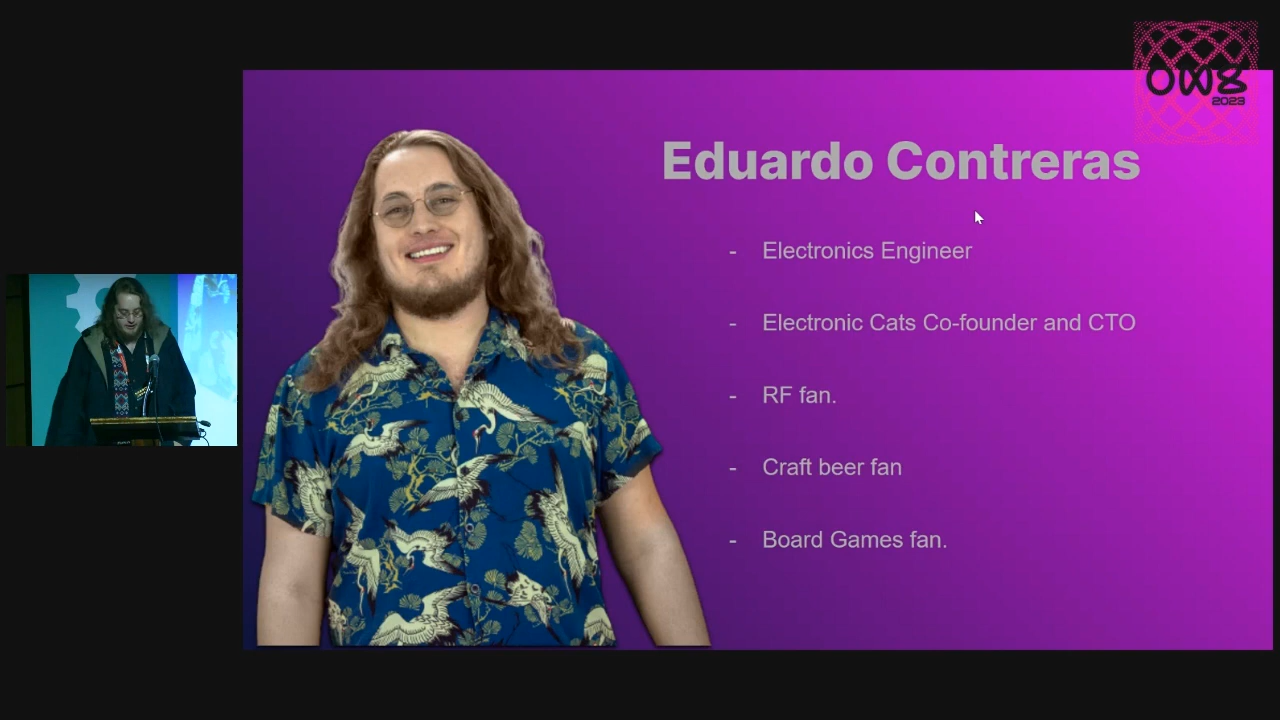 OW8
2023
Eduardo Contreras
- Electronics Engineer
- Electronic Cats Co-founder and CTO
- RF fan.
- Craft beer fan
- Board Games fan.